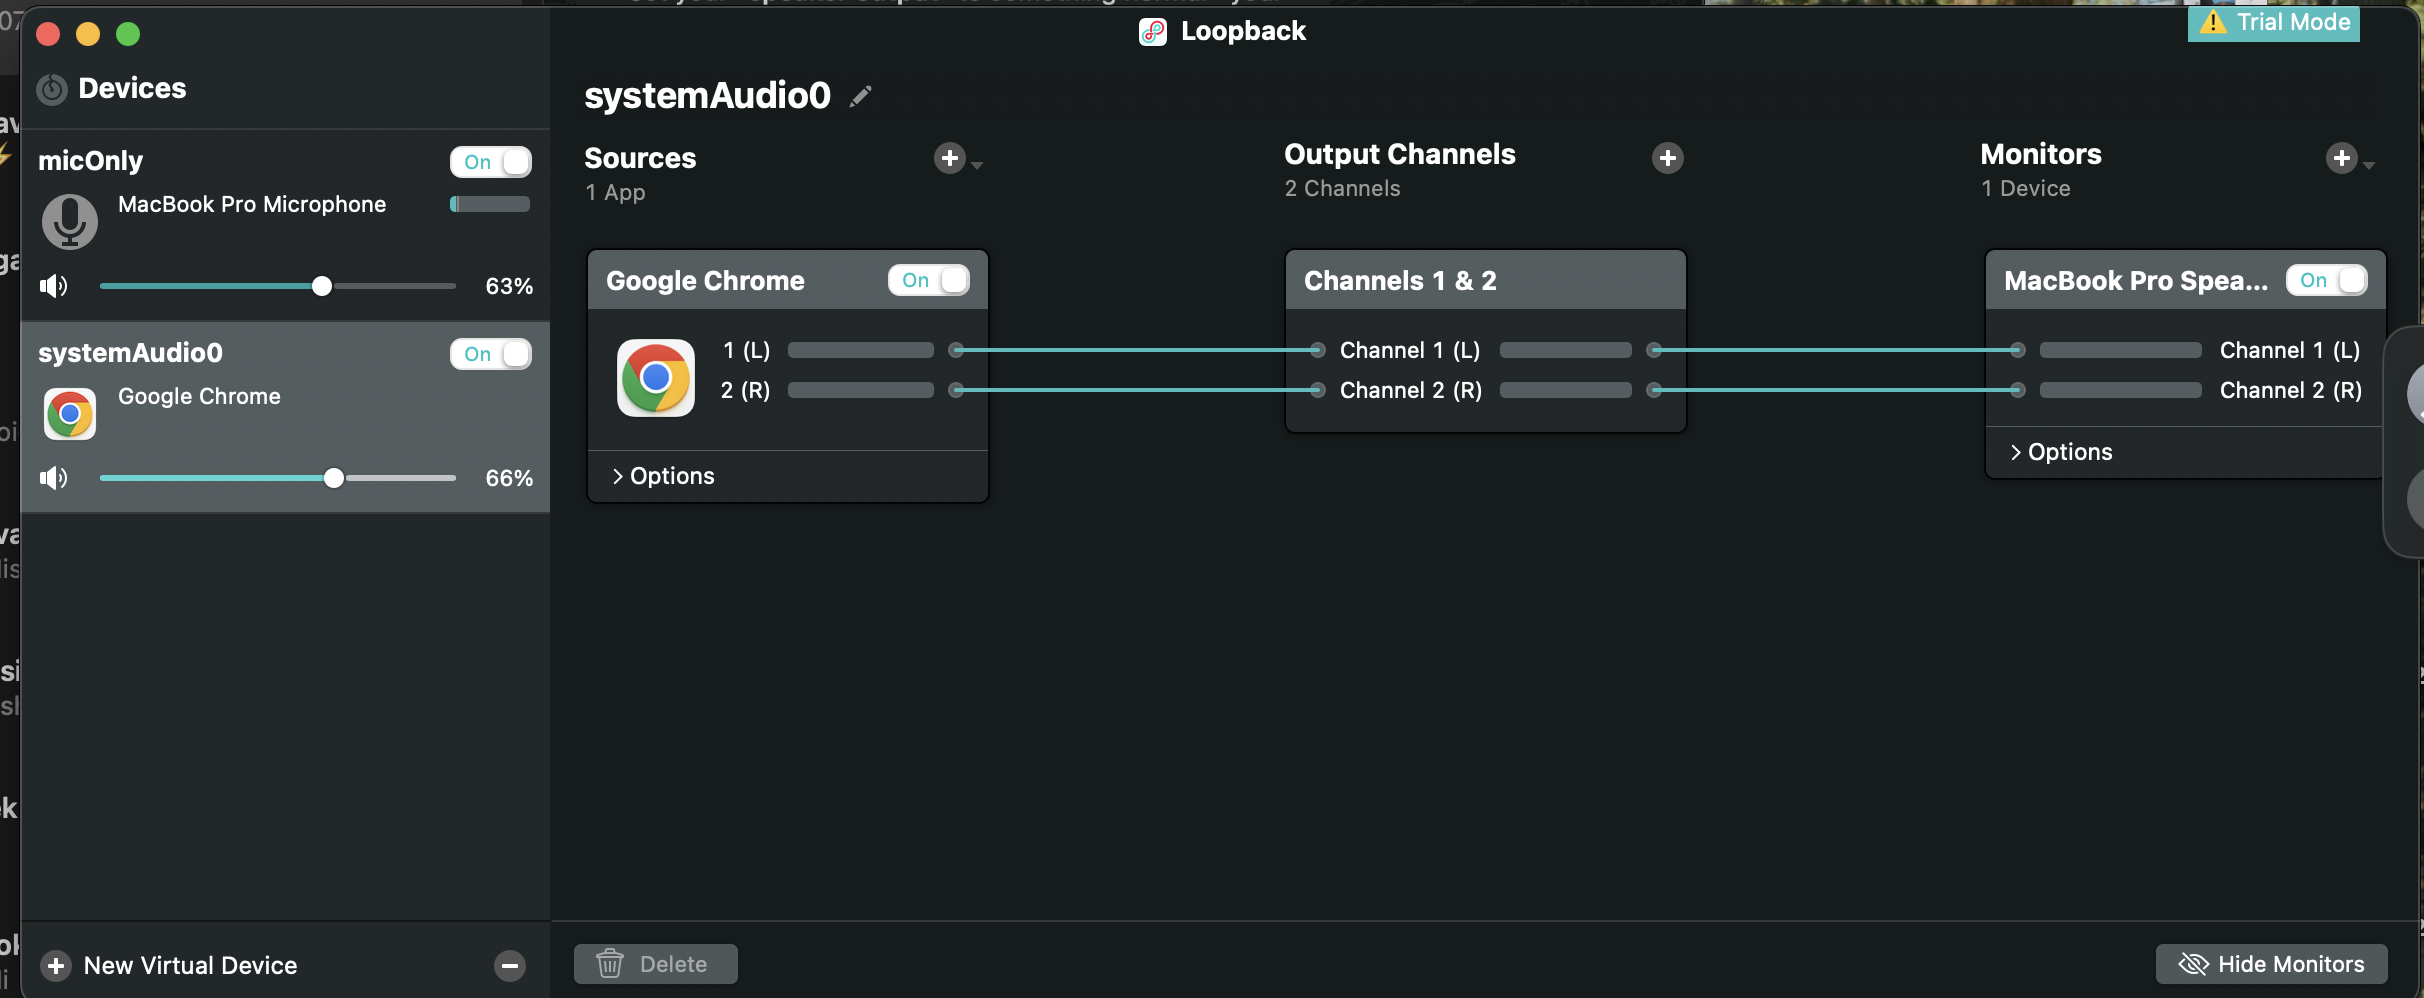 Loopback
Trial Mode
Devices
micOnly
On
MacBook Pro Microphone
63%
systemAudio0
On
Google Chrome
66%
New Virtual Device
systemAudio0
Sources
1 App
Google Chrome
On
1 (L)
2 (R)
Options
Output Channels
2 Channels
Channels 1 & 2
Channel 1 (L)
Channel 2 (R)
Monitors
1 Device
MacBook Pro Spea...
On
Channel 1 (L)
Channel 2 (R)
Options
Delete
Hide Monitors